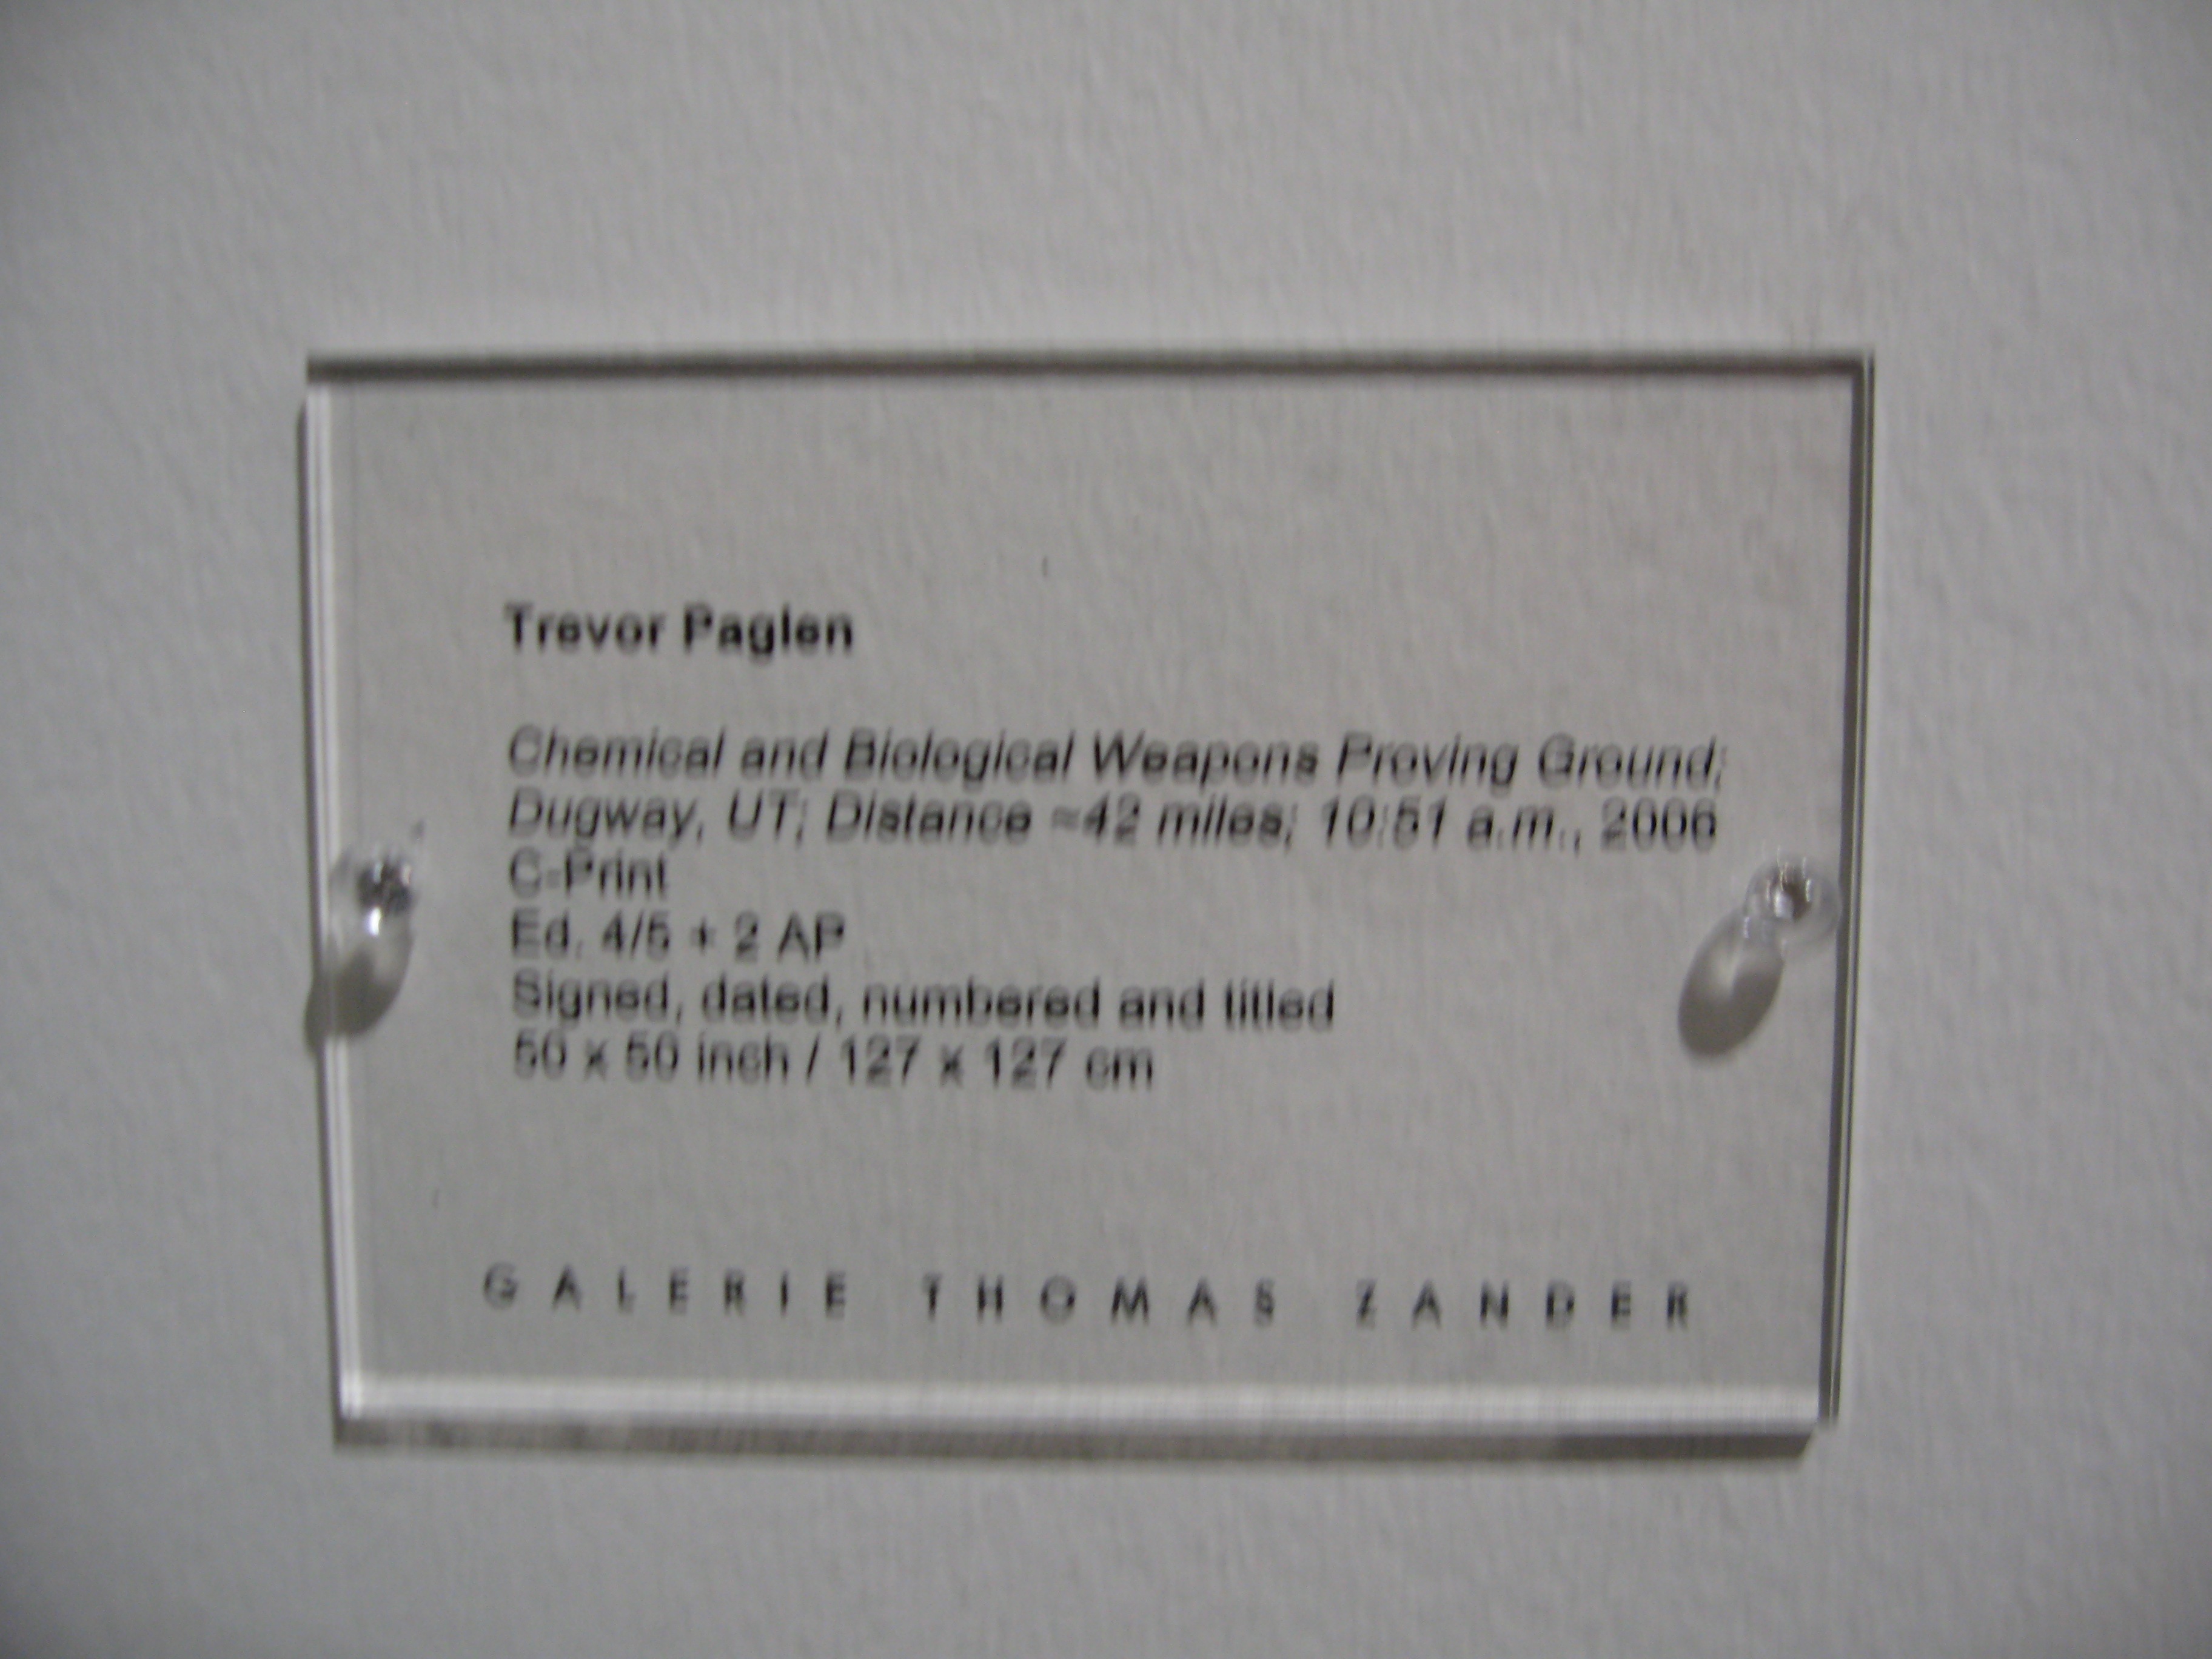 Trevor Paglen
Chemical and Biological Weapons Proving Ground;
Dugway, UT; Distance ≈42 miles; 10:51 a.m., 2006
C-Print
Ed. 4/5 + 2 AP
Signed, dated, numbered and titled
50 x 50 inch / 127 x 127 cm
GALERIE THOMAS ZANDER